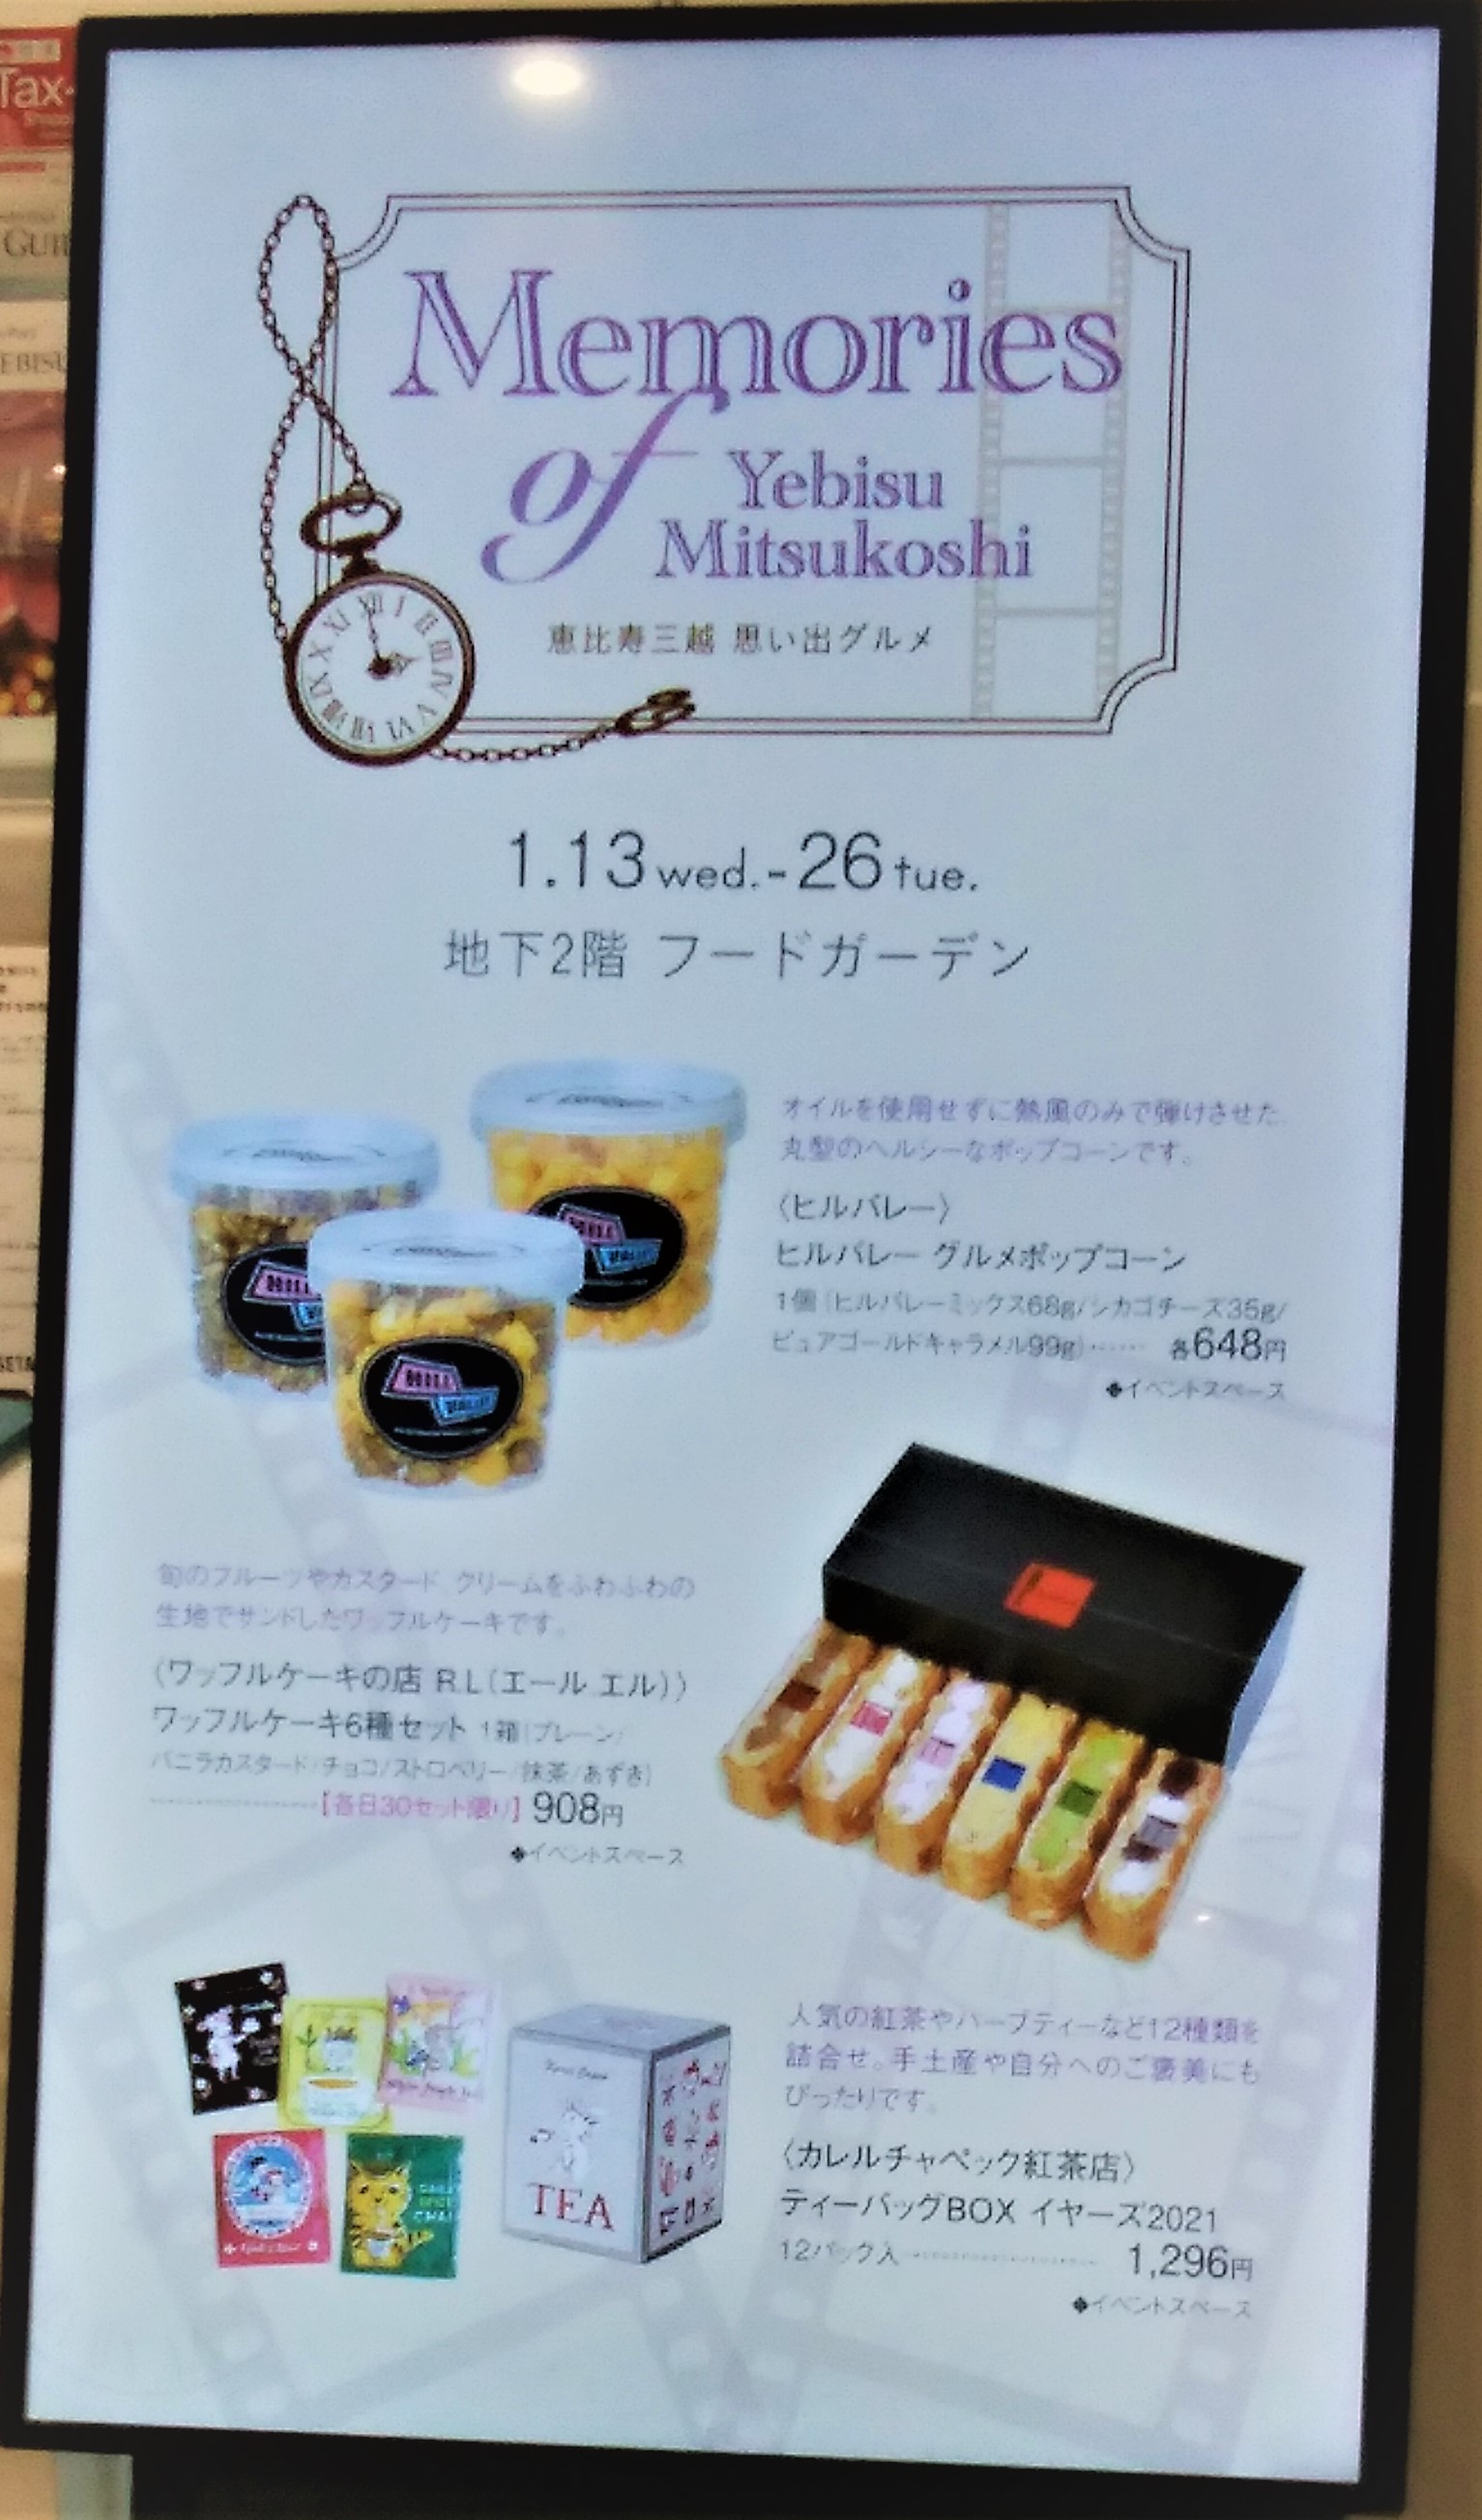 Tax-
GUI
EBISU
Memories
of Yebisu
Mitsukoshi
恵比寿三越 思い出グルメ
1.13wed.-26tue.
地下2階 フードガーデン
オイルを使用せずに熱風のみで弾けさせた
丸型のヘルシーなポップコーンです。
〈ヒルバレー〉
ヒルバレー グルメポップコーン
1個(ヒルバレーミックス68g/シカゴチーズ35g/
ピュアゴールドキャラメル99g)…… 各648円
◆イベントスペース
HILL
VALLEY
旬のフルーツやカスタード、クリームをふわふわの
生地でサンドしたワッフルケーキです。
〈ワッフルケーキの店 R.L(エール エル)〉
ワッフルケーキ6種セット 1箱(プレーン/
バニラカスタード/チョコ/ストロベリー/抹茶/あずき)
…………【各日30セット限り】908円
◆イベントスペース
TEA
人気の紅茶やハーブティーなど12種類を
詰合せ。手土産や自分へのご褒美にも
ぴったりです。
〈カレルチャペック紅茶店〉
ティーバッグBOX イヤーズ2021
12パック入…………1,296円
◆イベントスペース